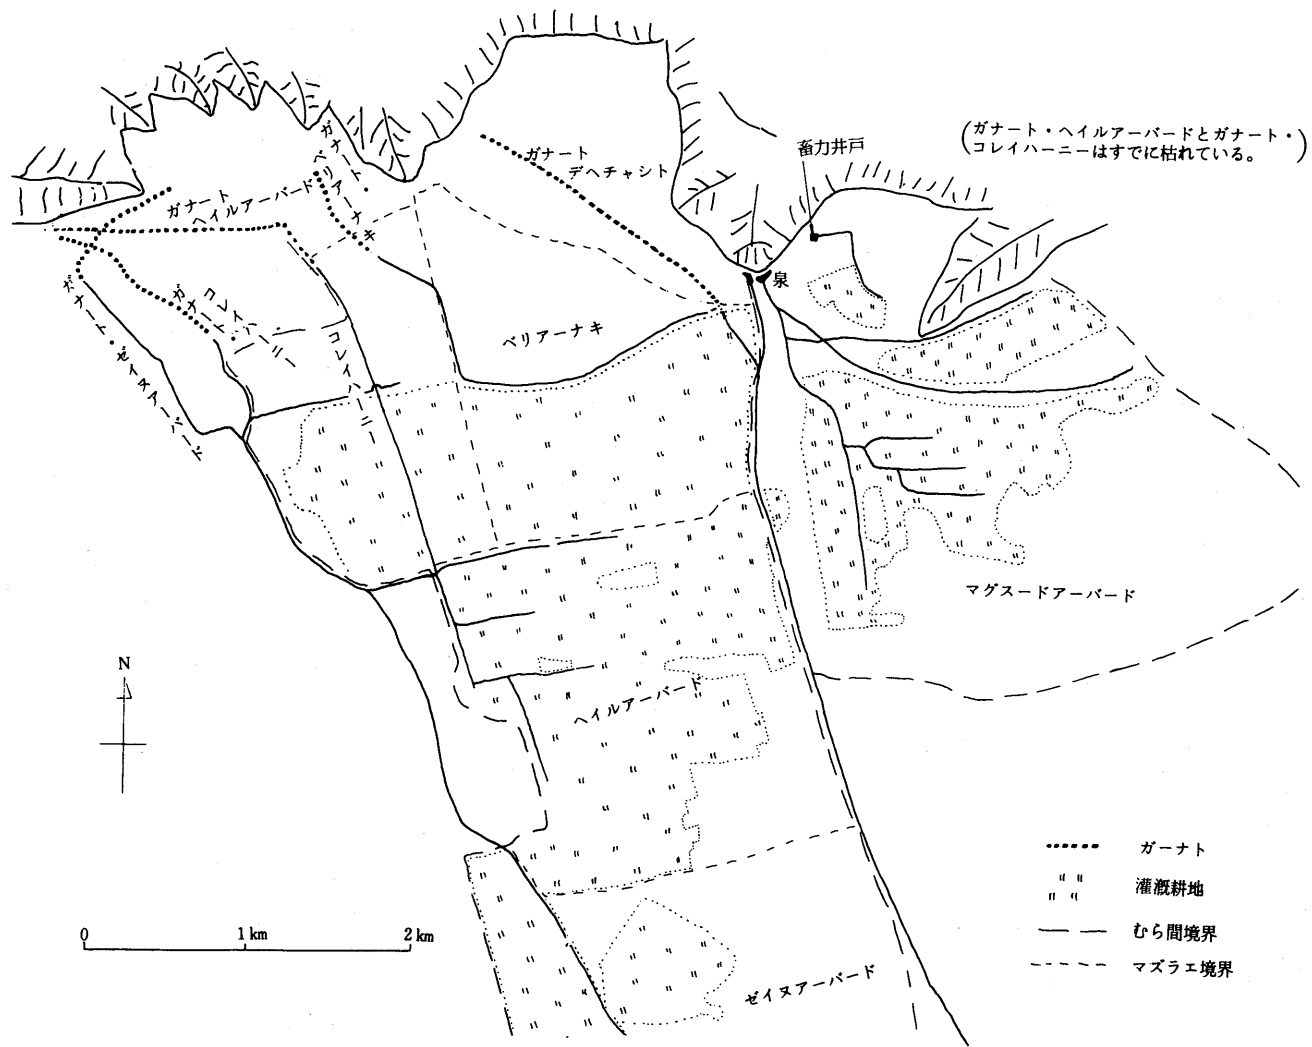 (ガナート・ヘイルアーバードとガナート・
コレイハーニーはすでに枯れている。)
畜力井戸
ガナート
デヘチャシト
ガナート・
ベリアーナキ
ガナート
ヘイルアーバード
泉
ガナート・
コレイハーニー
ガナート・ゼイヌアーバード
コレイハーニー
ベリアーナキ
マグスードアーバード
ヘイルアーバード
ゼイヌアーバード
N
0 1km 2km
ガーナト
灌漑耕地
むら間境界
マズラエ境界